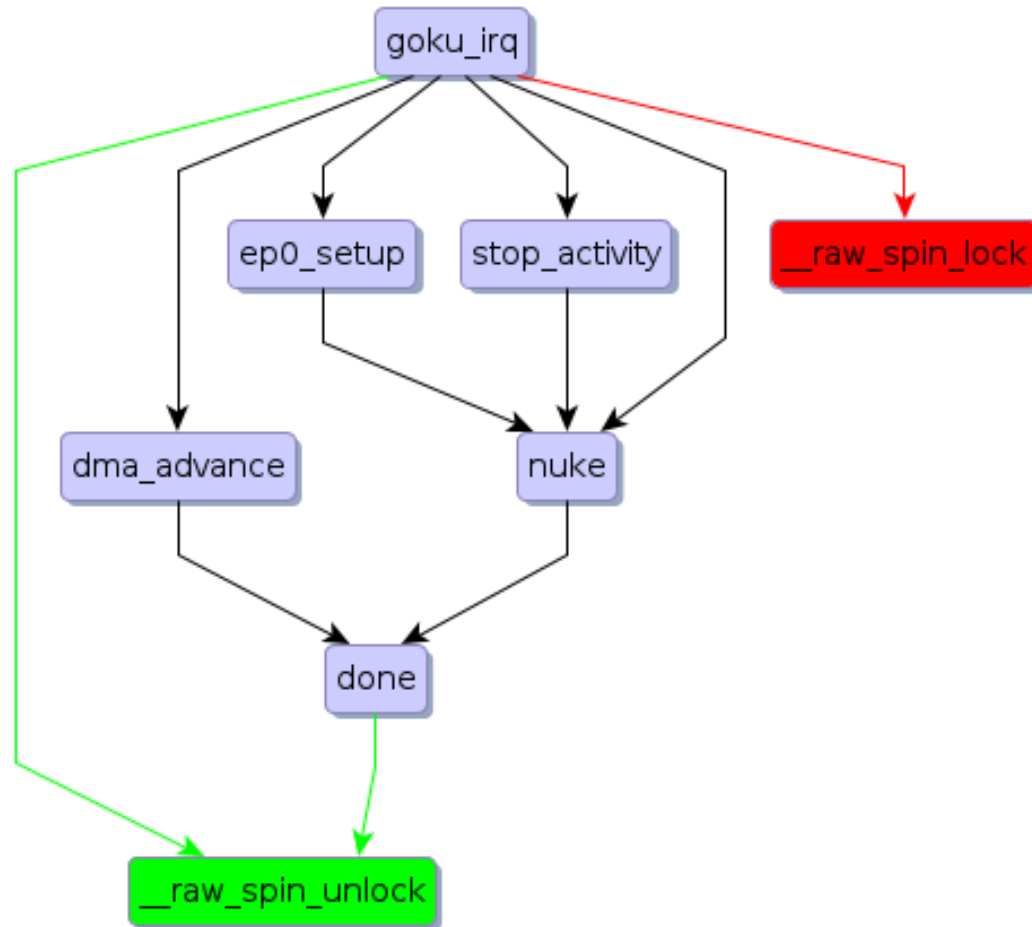 goku_irq
ep0_setup
stop_activity
__raw_spin_lock
dma_advance
nuke
done
__raw_spin_unlock